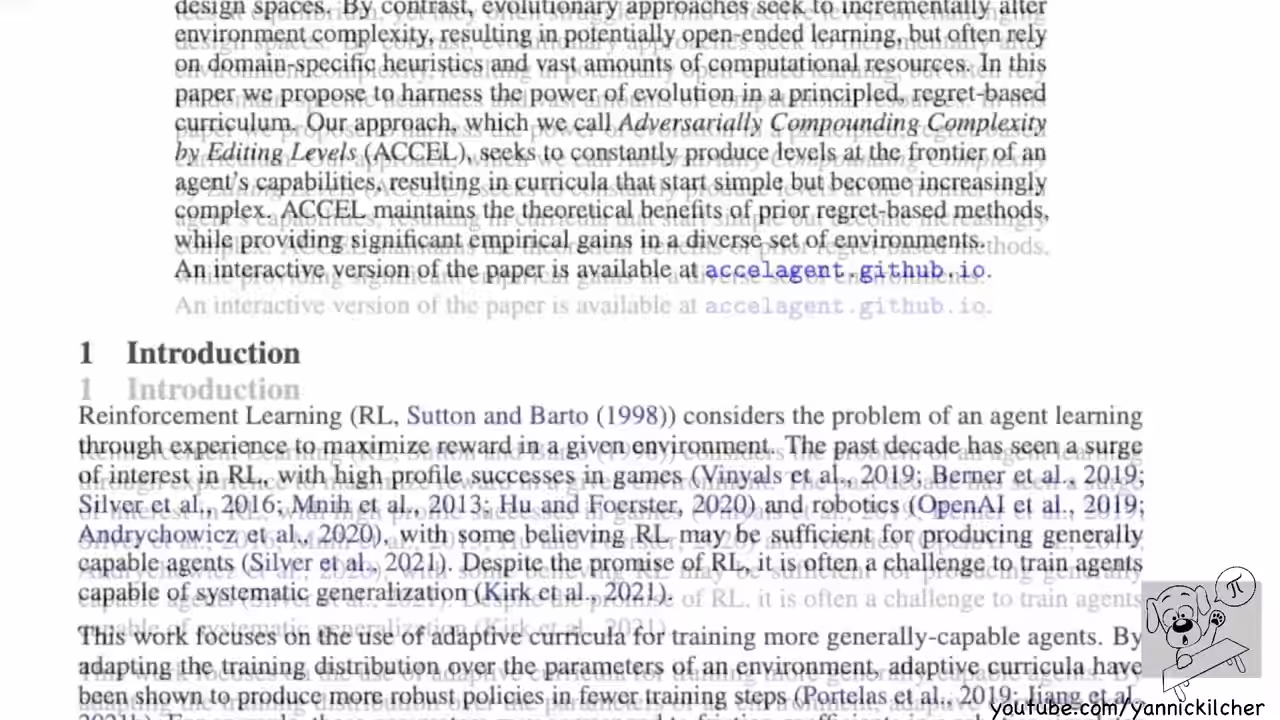 design spaces. By contrast, evolutionary approaches seek to incrementally alter
environment complexity, resulting in potentially open-ended learning, but often rely
on domain-specific heuristics and vast amounts of computational resources. In this
paper we propose to harness the power of evolution in a principled, regret-based
curriculum. Our approach, which we call Adversarially Compounding Complexity
by Editing Levels (ACCEL), seeks to constantly produce levels at the frontier of an
agent's capabilities, resulting in curricula that start simple but become increasingly
complex. ACCEL maintains the theoretical benefits of prior regret-based methods,
while providing significant empirical gains in a diverse set of environments.
An interactive version of the paper is available at accelagent.github.io.
1 Introduction
Reinforcement Learning (RL, Sutton and Barto (1998)) considers the problem of an agent learning
through experience to maximize reward in a given environment. The past decade has seen a surge
of interest in RL, with high profile successes in games (Vinyals et al., 2019; Berner et al., 2019;
Silver et al., 2016; Mnih et al., 2013; Hu and Foerster, 2020) and robotics (OpenAI et al., 2019;
Andrychowicz et al., 2020), with some believing RL may be sufficient for producing generally
capable agents (Silver et al., 2021). Despite the promise of RL, it is often a challenge to train agents
capable of systematic generalization (Kirk et al., 2021).
This work focuses on the use of adaptive curricula for training more generally-capable agents. By
adapting the training distribution over the parameters of an environment, adaptive curricula have
been shown to produce more robust policies in fewer training steps (Portelas et al., 2019; Jiang et al.,
π
youtube.com/yannickilcher